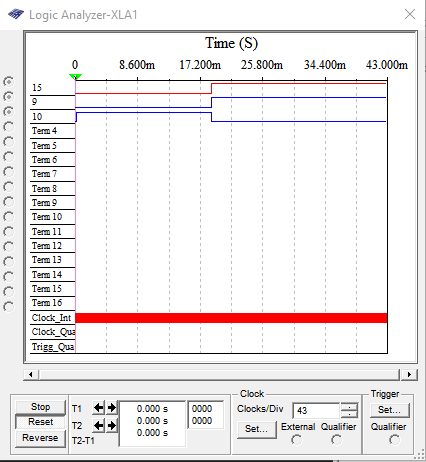 Logic Analyzer-XLA1
Time (S)
0 8.600m 17.200m 25.800m 34.400m 43.000m
15
9
10
Term 4
Term 5
Term 6
Term 7
Term 8
Term 9
Term 10
Term 11
Term 12
Term 13
Term 14
Term 15
Term 16
Clock_Int
Clock_Qua
Trigg_Qua
Stop
Reset
Reverse
T1 0.000 s 0000
T2 0.000 s 0000
T2-T1 0.000 s
Clock
Clocks/Div 43
Set... External Qualifier
Trigger
Set...
Qualifier